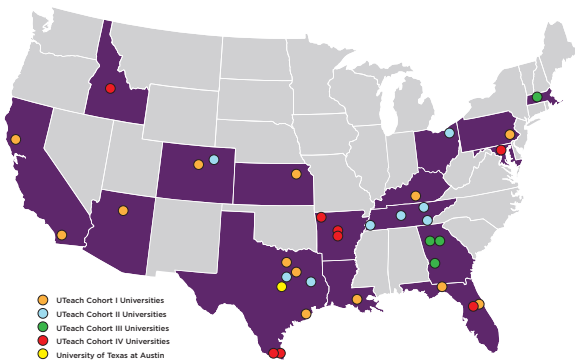 UTeach Cohort I Universities
UTeach Cohort II Universities
UTeach Cohort III Universities
UTeach Cohort IV Universities
University of Texas at Austin